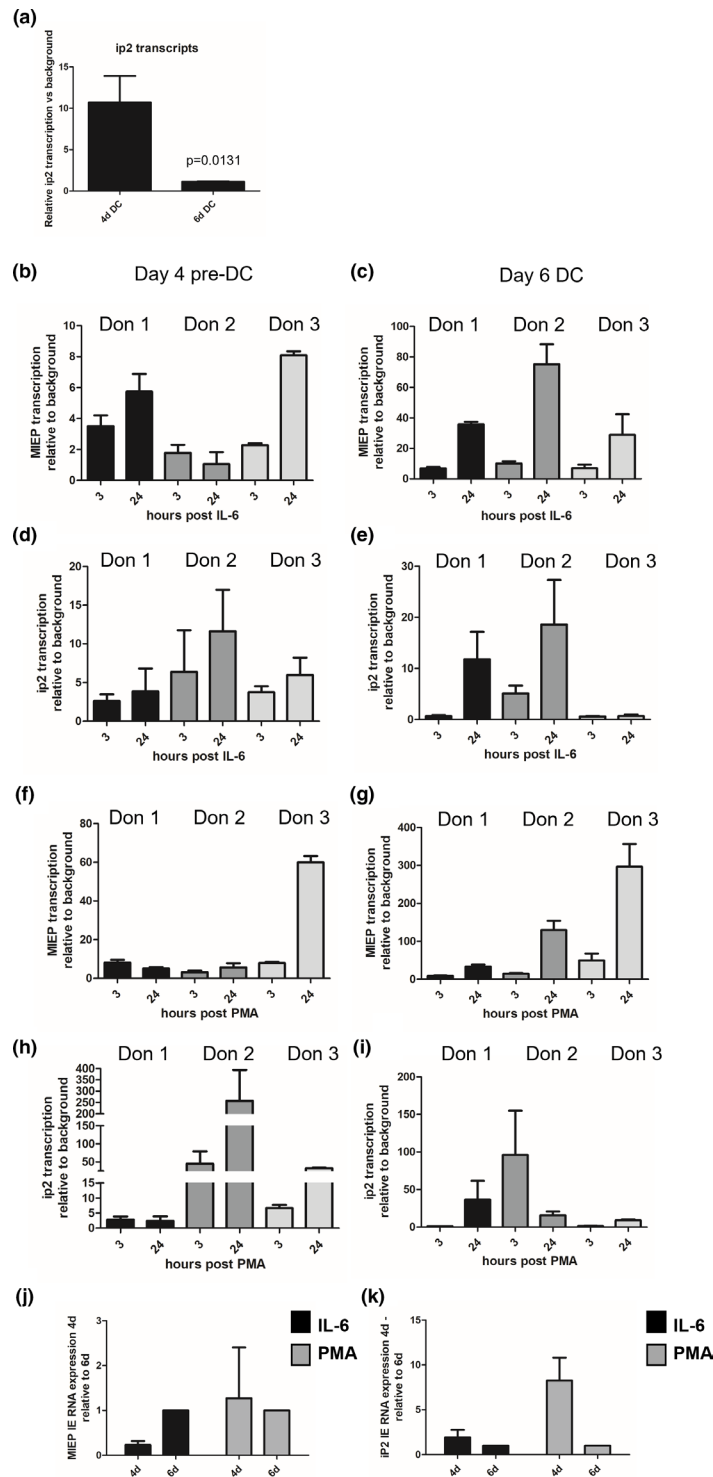 (a)
ip2 transcripts
Relative ip2 transcription vs background
15
10
5
0
p=0.0131
4d DC
6d DC
(b)
Day 4 pre-DC
Don 1
Don 2
Don 3
MIEP transcription
relative to background
10
8
6
4
2
0
3
24
3
24
3
24
hours post IL-6
(c)
Day 6 DC
Don 1
Don 2
Don 3
MIEP transcription
relative to background
100
80
60
40
20
0
3
24
3
24
3
24
hours post IL-6
(d)
Don 1
Don 2
Don 3
ip2 transcription
relative to background
20
15
10
5
0
3
24
3
24
3
24
hours post IL-6
(e)
Don 1
Don 2
Don 3
ip2 transcription
relative to background
30
20
10
0
3
24
3
24
3
24
hours post IL-6
(f)
Don 1
Don 2
Don 3
MIEP transcription
relative to background
80
60
40
20
0
3
24
3
24
3
24
hours post PMA
(g)
Don 1
Don 2
Don 3
MIEP transcription
relative to background
400
300
200
100
0
3
24
3
24
3
24
hours post PMA
(h)
Don 1
Don 2
Don 3
ip2 transcription
relative to background
400
350
300
250
200
150
100
50
15
10
5
0
3
24
3
24
3
24
hours post PMA
(i)
Don 1
Don 2
Don 3
ip2 transcription
relative to background
200
150
100
50
0
3
24
3
24
3
24
hours post PMA
(j)
IL-6
PMA
MIEP IE RNA expression 4d
relative to 6d
3
2
1
0
4d
6d
4d
6d
(k)
IL-6
PMA
iP2 IE RNA expression 4d -
relative to 6d
15
10
5
0
4d
6d
4d
6d